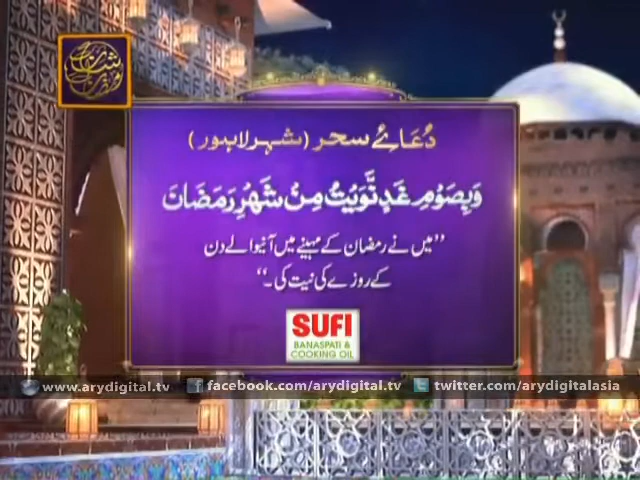 دُعَائے سحر (شہر لاہور)
وَبِصَوْمِ غَدٍ نَّوَيْتُ مِنْ شَهْرِ رَمَضَانَ
”میں نے رمضان کے مہینے میں آنیوالے دن
کے روزے کی نیت کی۔“
SUFI
BANASPATI &
COOKING OIL
www.arydigital.tv facebook.com/arydigital.tv twitter.com/arydigitalasia